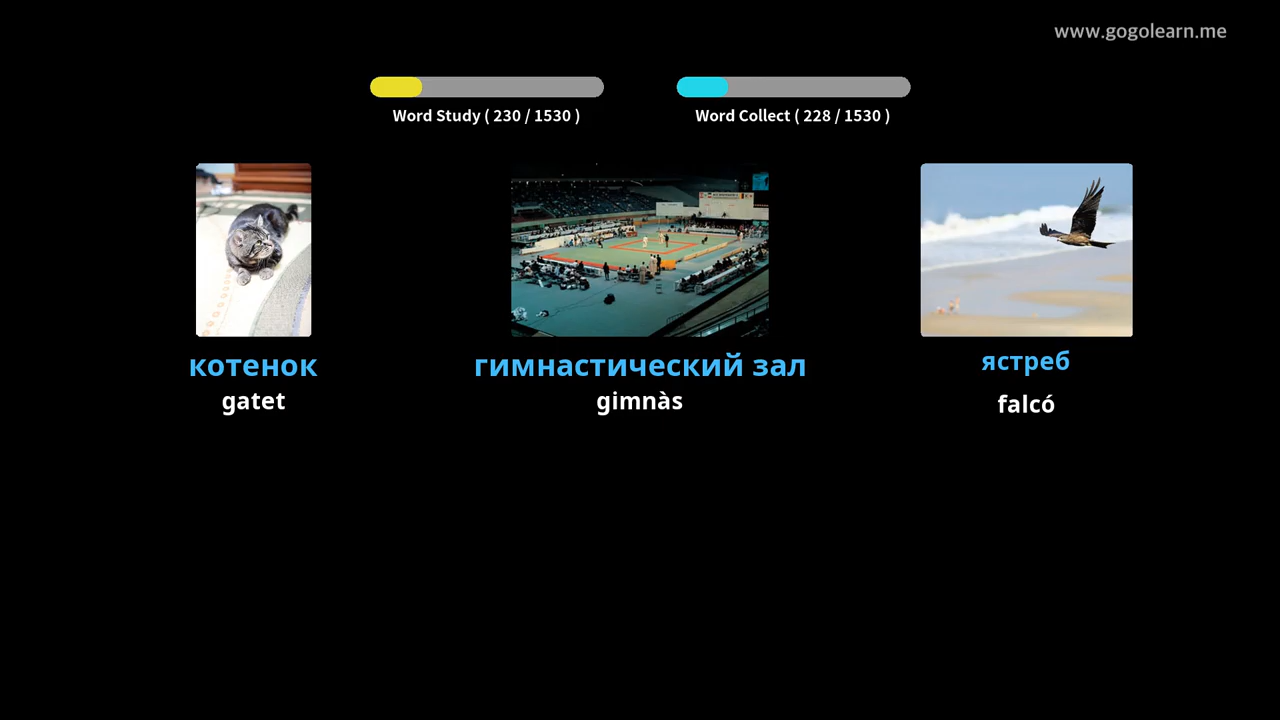 www.gogolearn.me
Word Study ( 230 / 1530 )
Word Collect ( 228 / 1530 )
котенок
gatet
гимнастический зал
gimnàs
ястреб
falcó